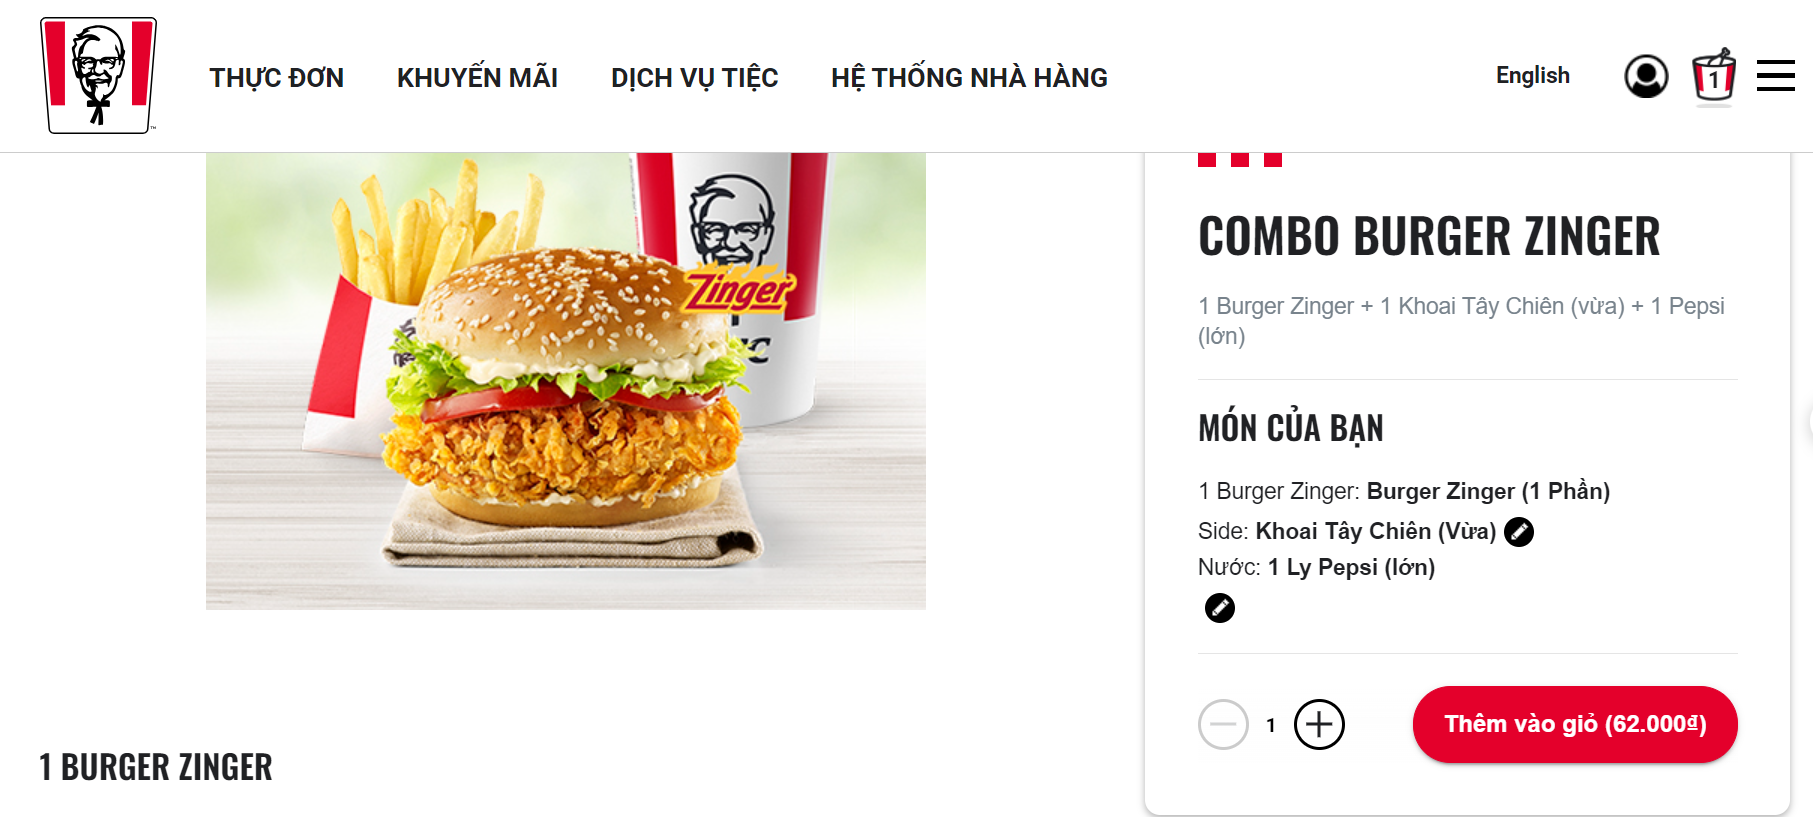 THỰC ĐƠN
KHUYẾN MÃI
DỊCH VỤ TIỆC
HỆ THỐNG NHÀ HÀNG
English
1
Zinger
COMBO BURGER ZINGER
1 Burger Zinger + 1 Khoai Tây Chiên (vừa) + 1 Pepsi
(lớn)
MÓN CỦA BẠN
1 Burger Zinger: Burger Zinger (1 Phần)
Side: Khoai Tây Chiên (Vừa)
Nước: 1 Ly Pepsi (lớn)
1
Thêm vào giỏ (62.000₫)
1 BURGER ZINGER